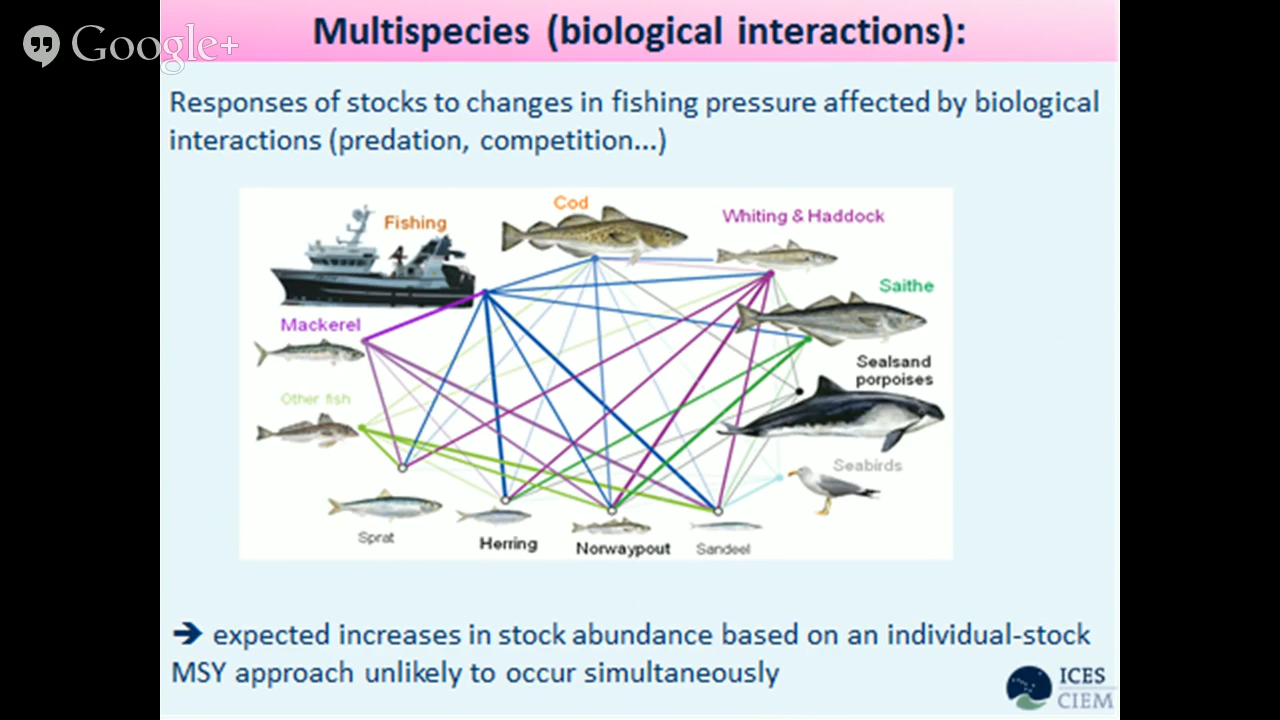 Google+
Multispecies (biological interactions):
Responses of stocks to changes in fishing pressure affected by biological
interactions (predation, competition...)
Cod
Fishing
Whiting & Haddock
Saithe
Mackerel
Sealsand
porpoises
Other fish
Seabirds
Sprat
Herring
Norwaypout
Sandeel
➔ expected increases in stock abundance based on an individual-stock
MSY approach unlikely to occur simultaneously
ICES
CIEM